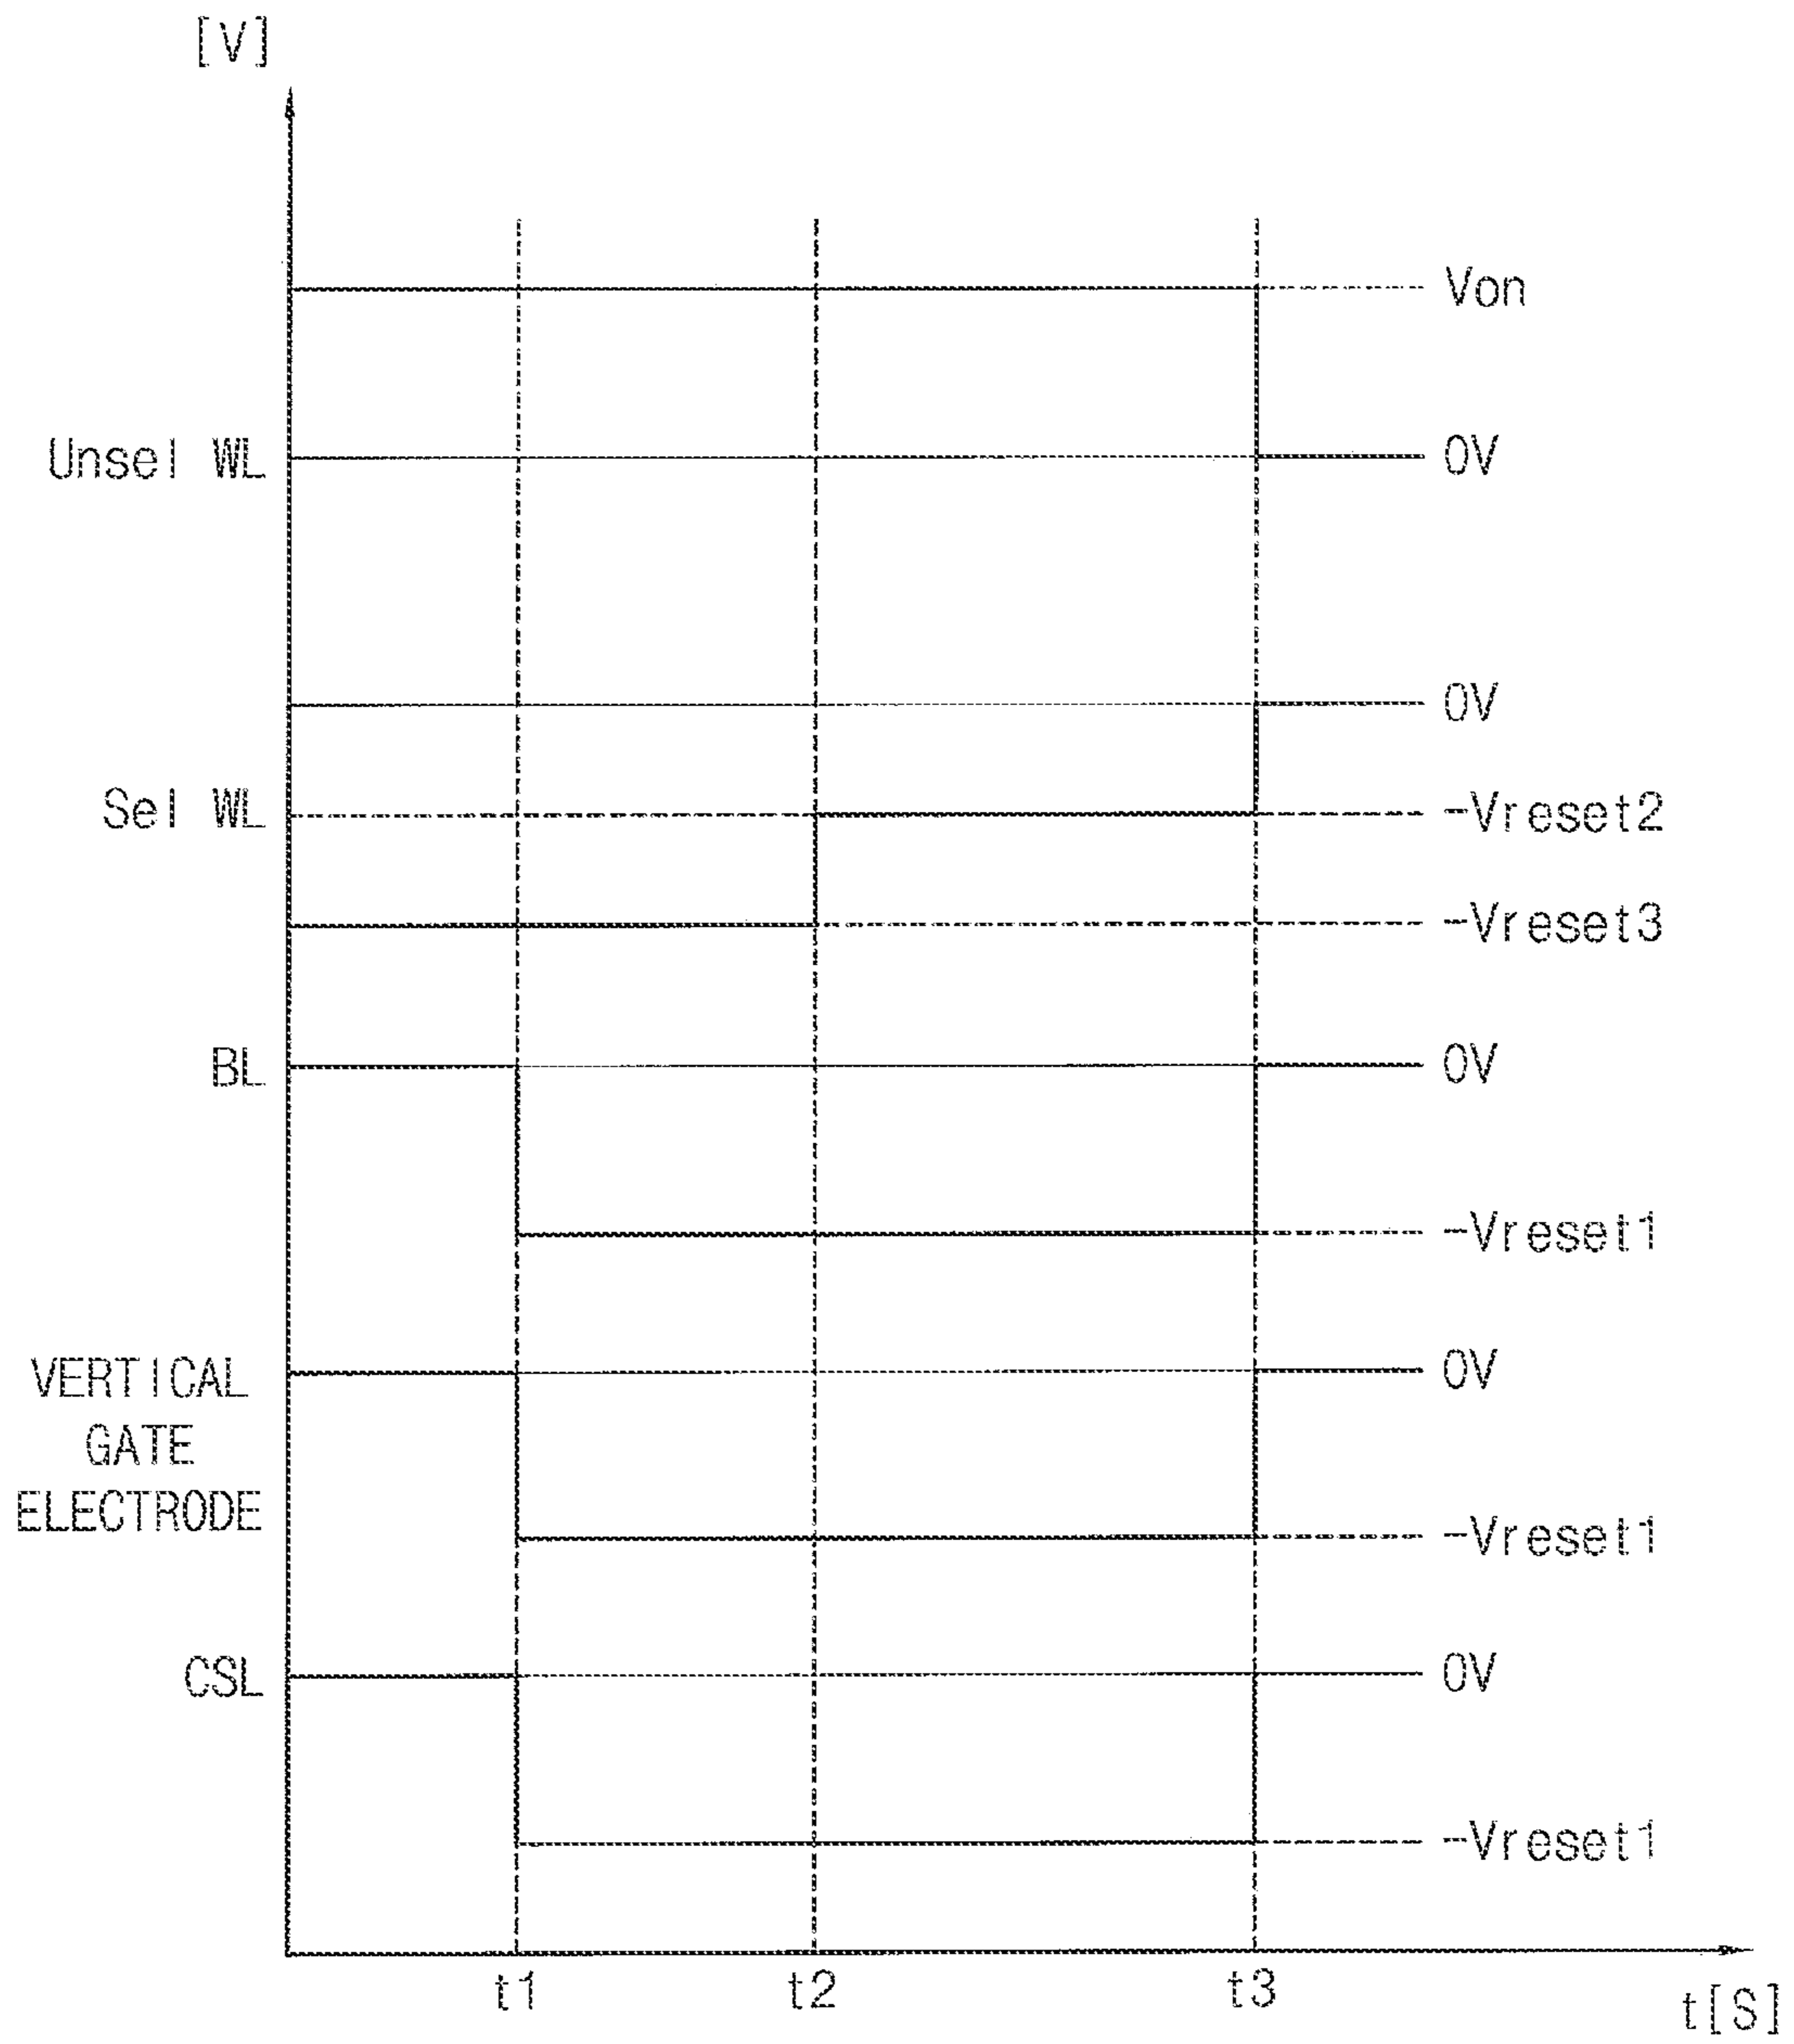 [V]
Von
Unsel WL
0V
0V
Sel WL
-Vreset2
-Vreset3
BL
0V
-Vreset1
VERTICAL
GATE
ELECTRODE
0V
-Vreset1
CSL
0V
-Vreset1
t1
t2
t3
t[S]